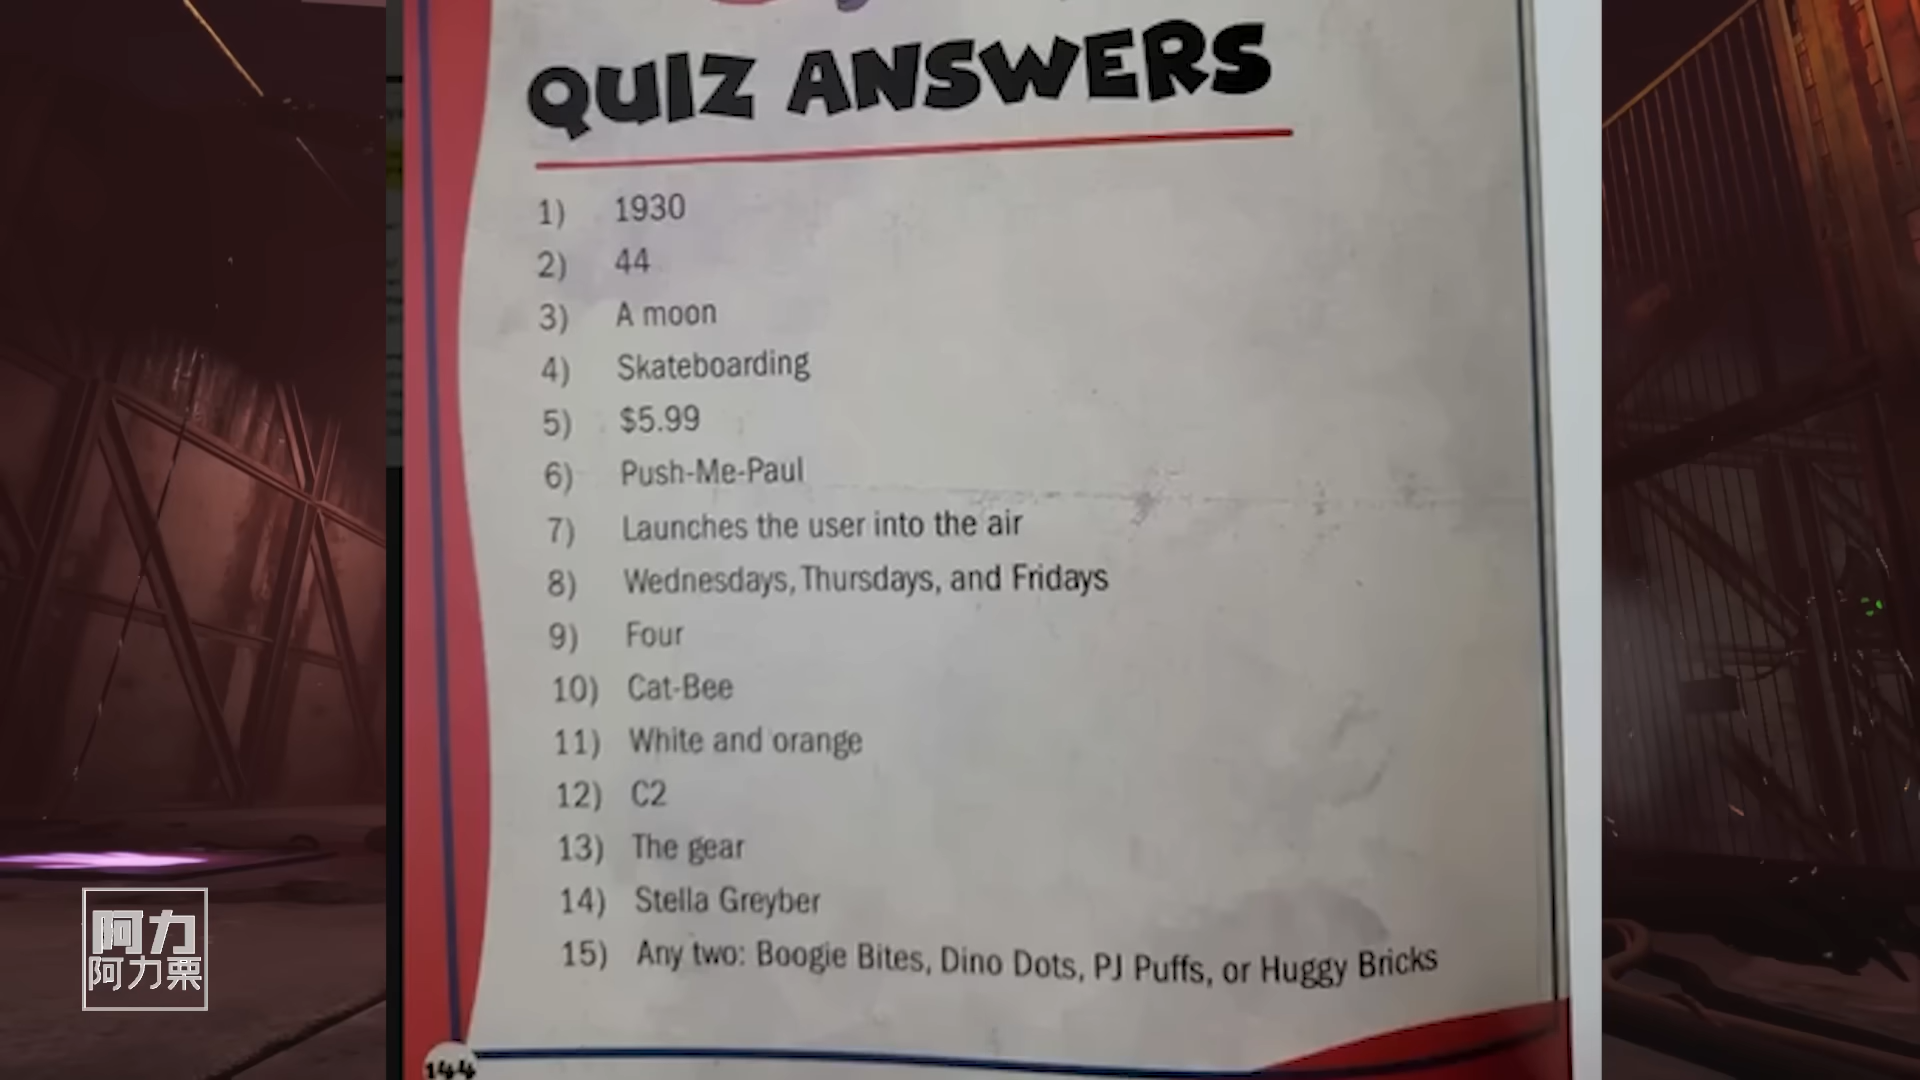 QUIZ ANSWERS
1) 1930
2) 44
3) A moon
4) Skateboarding
5) $5.99
6) Push-Me-Paul
7) Launches the user into the air
8) Wednesdays, Thursdays, and Fridays
9) Four
10) Cat-Bee
11) White and orange
12) C2
13) The gear
14) Stella Greyber
15) Any two: Boogie Bites, Dino Dots, PJ Puffs, or Huggy Bricks
144
阿力
阿力栗